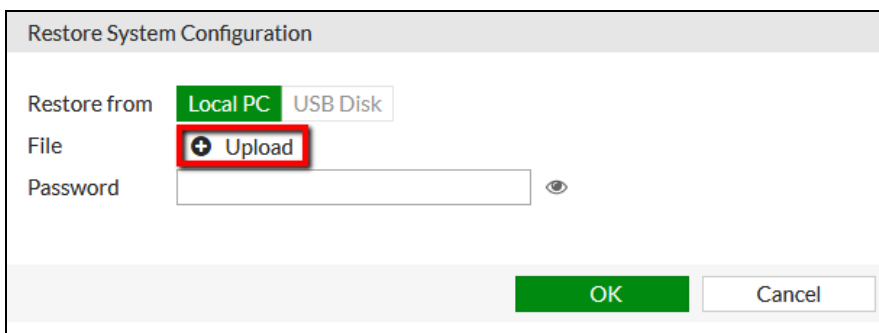 Restore System Configuration
Restore from Local PC USB Disk
File Upload
Password
OK Cancel